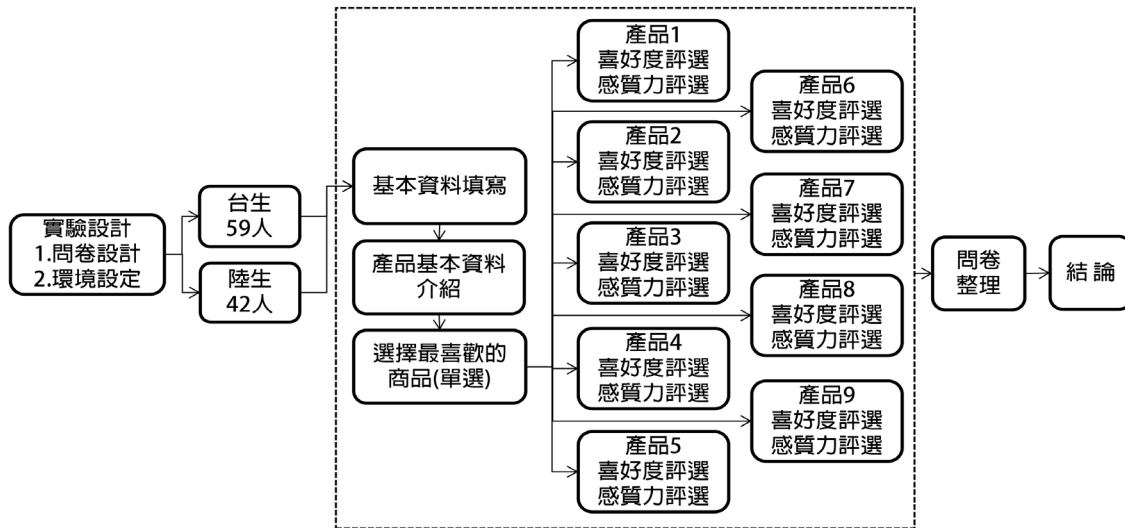 實驗設計
1.問卷設計
2.環境設定
台生
59人
陸生
42人
基本資料填寫
產品基本資料
介紹
選擇最喜歡的
商品(單選)
產品1
喜好度評選
感質力評選
產品2
喜好度評選
感質力評選
產品3
喜好度評選
感質力評選
產品4
喜好度評選
感質力評選
產品5
喜好度評選
感質力評選
產品6
喜好度評選
感質力評選
產品7
喜好度評選
感質力評選
產品8
喜好度評選
感質力評選
產品9
喜好度評選
感質力評選
問卷
整理
結 論